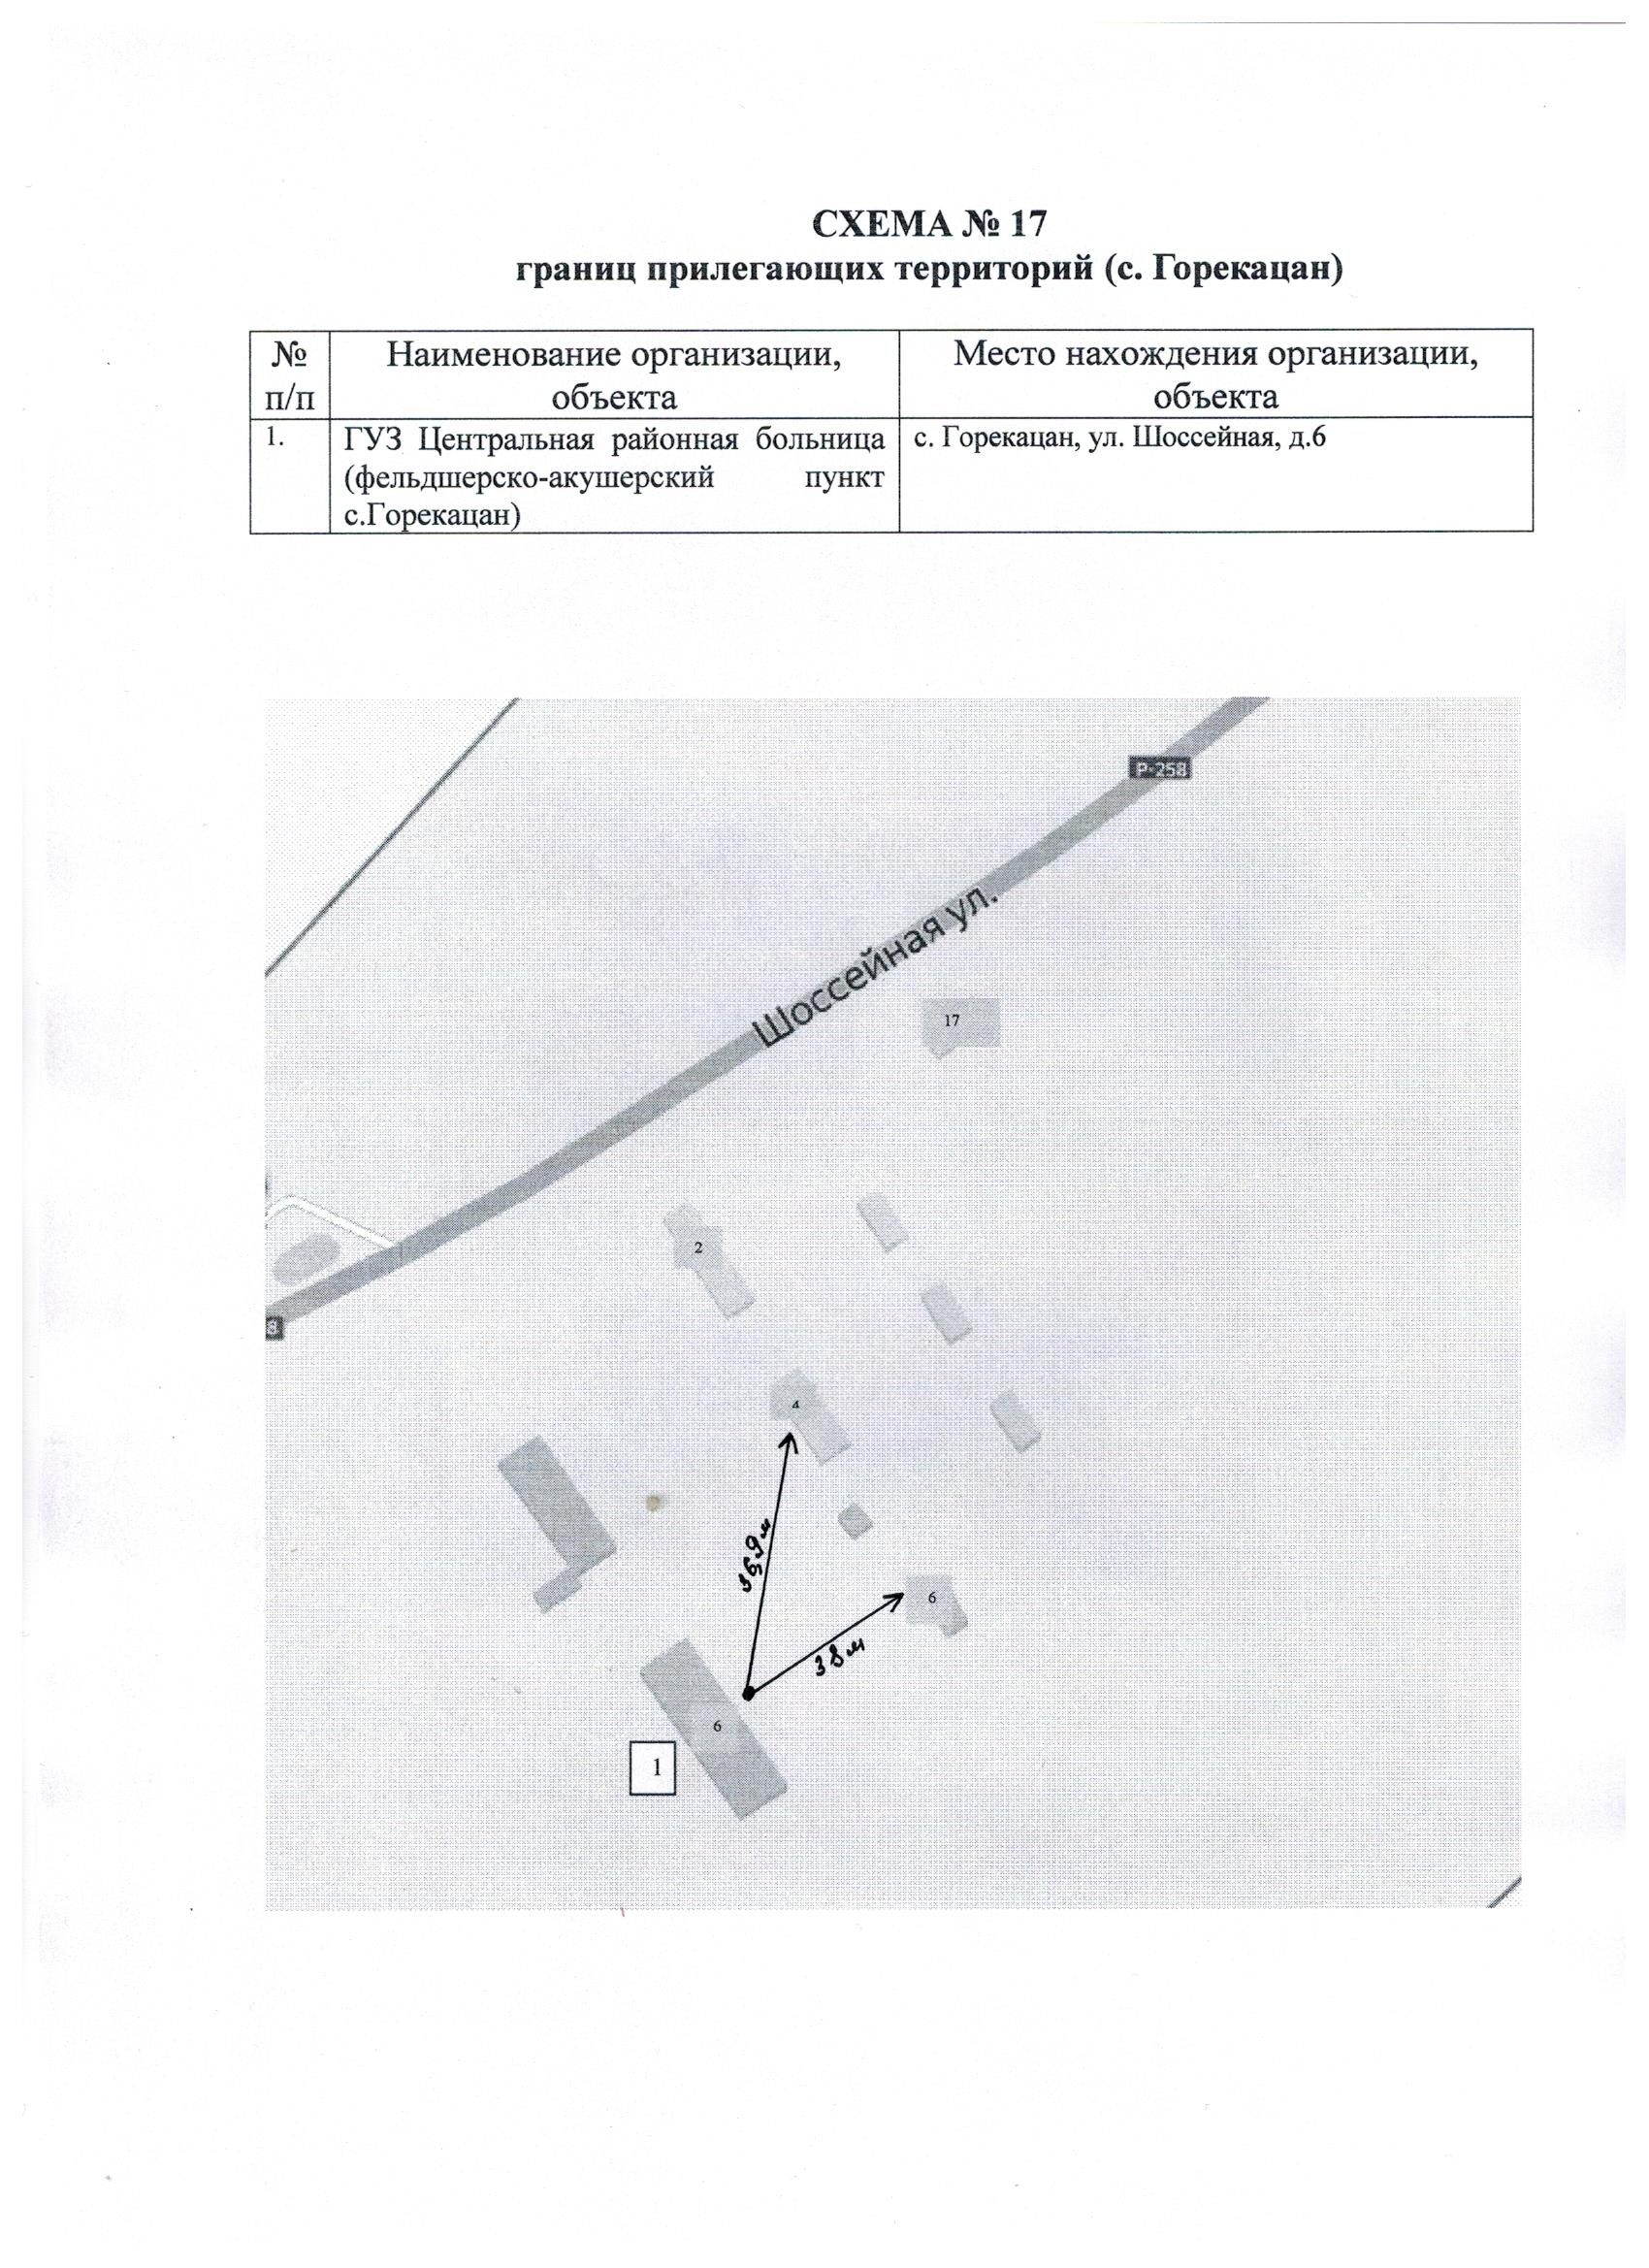 СХЕМА № 17
границ прилегающих территорий (с. Горекацан)
№
п/п
Наименование организации,
объекта
Место нахождения организации,
объекта
1.
ГУЗ Центральная районная больница
(фельдшерско-акушерский пункт
с.Горекацан)
с. Горекацан, ул. Шоссейная, д.6
Р-258
Шоссейная ул.
17
2
8
4
6
38м
6
1